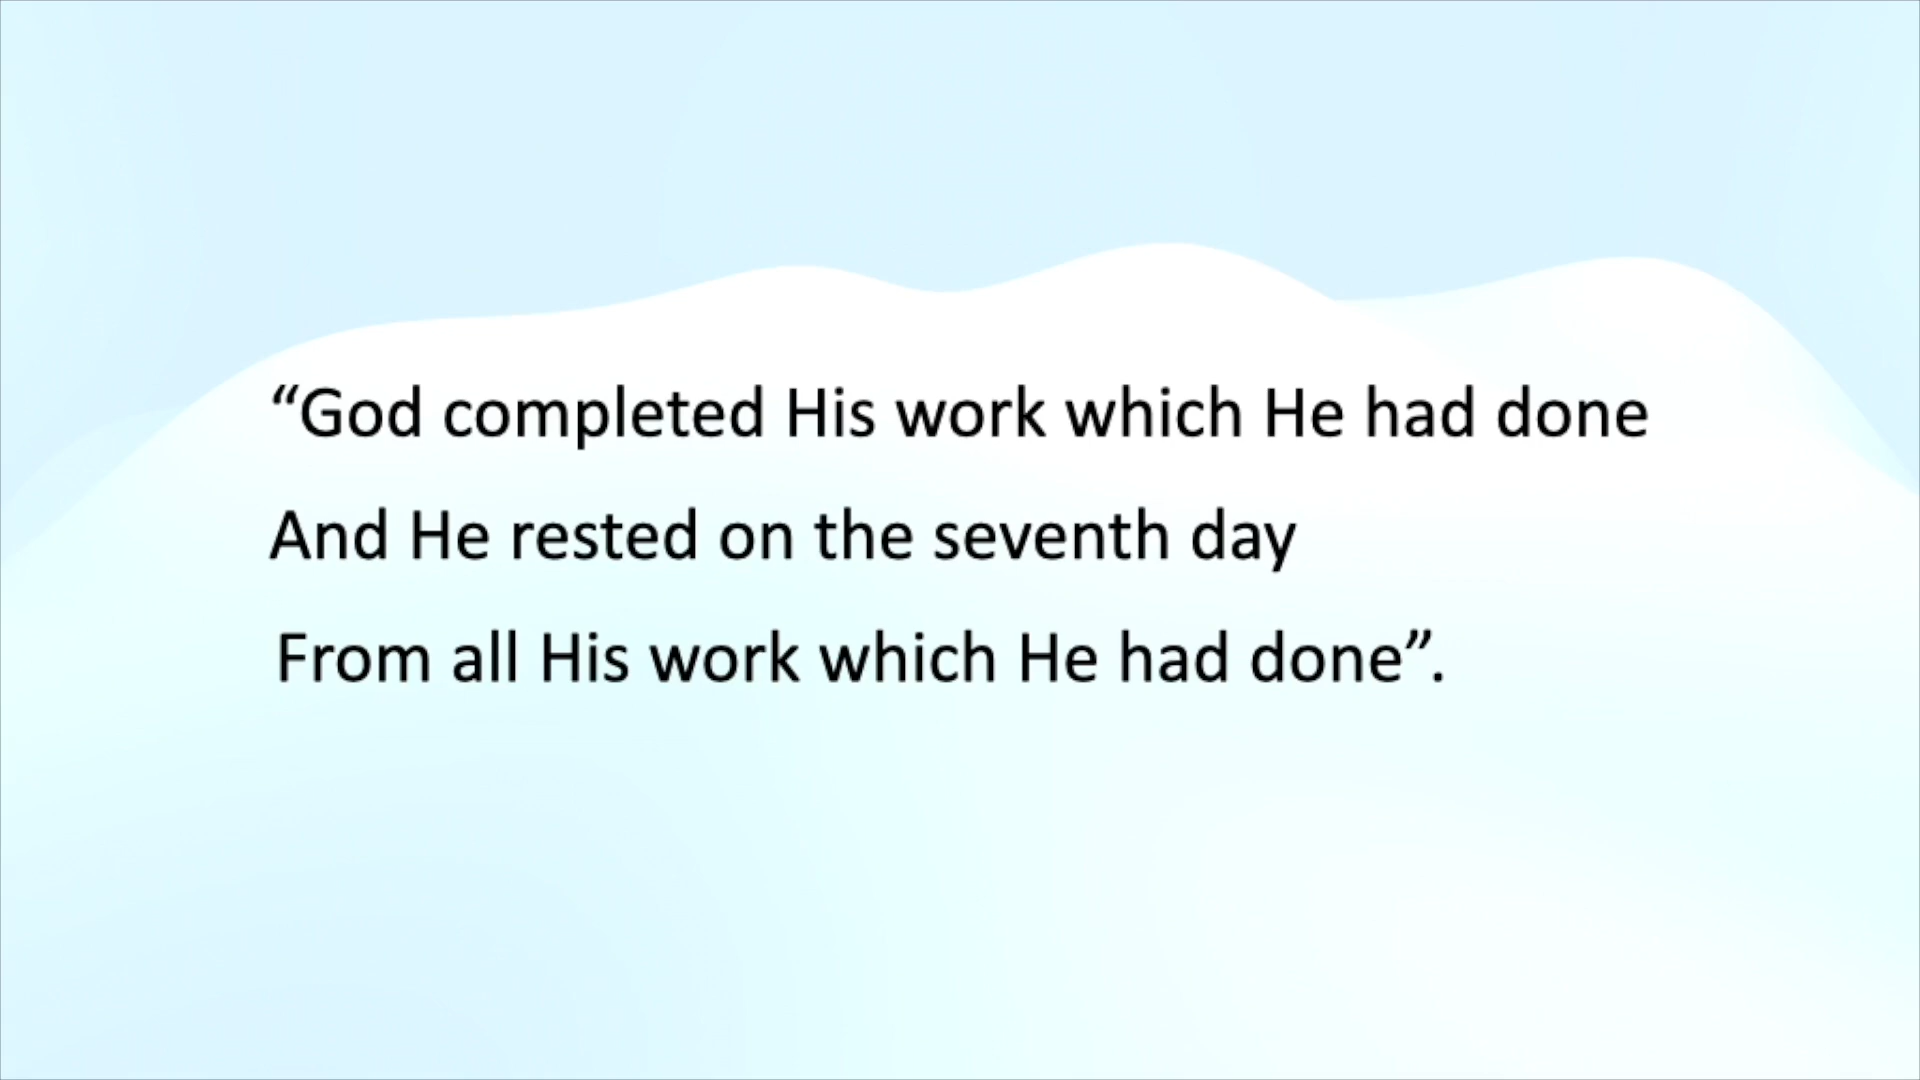 “God completed His work which He had done
And He rested on the seventh day
From all His work which He had done”.